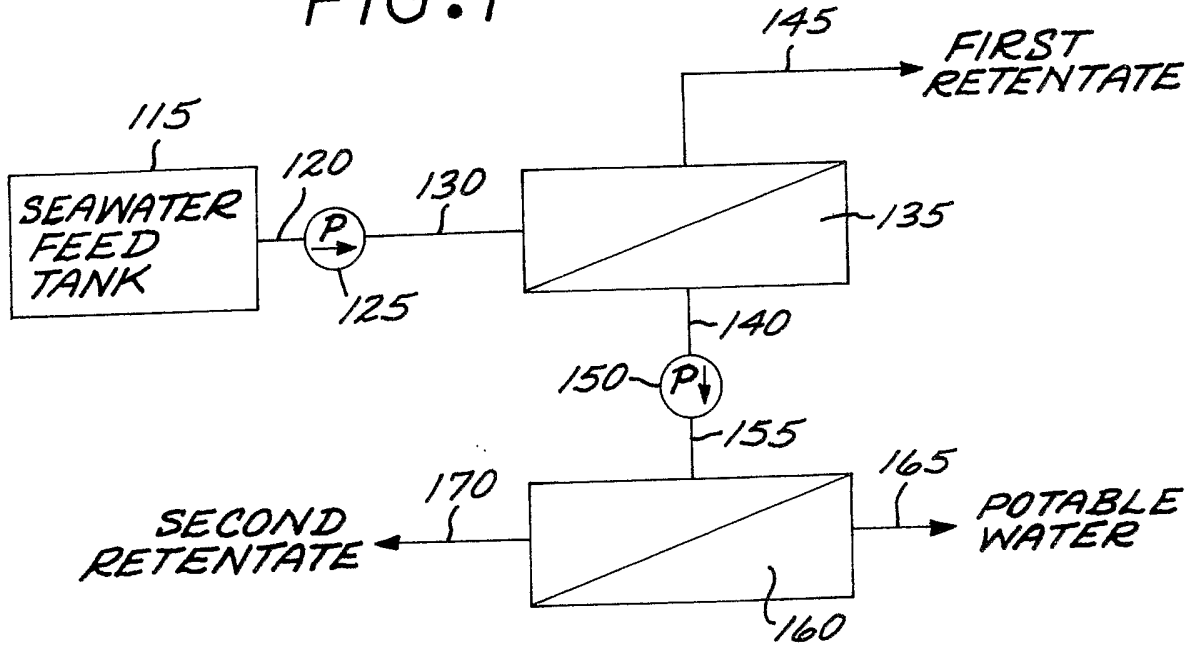 FIG. 1
145
FIRST
RETENTATE
115
120
130
SEAWATER
FEED
TANK
P
135
125
140
150
P
155
170
165
SECOND
RETENTATE
POTABLE
WATER
160